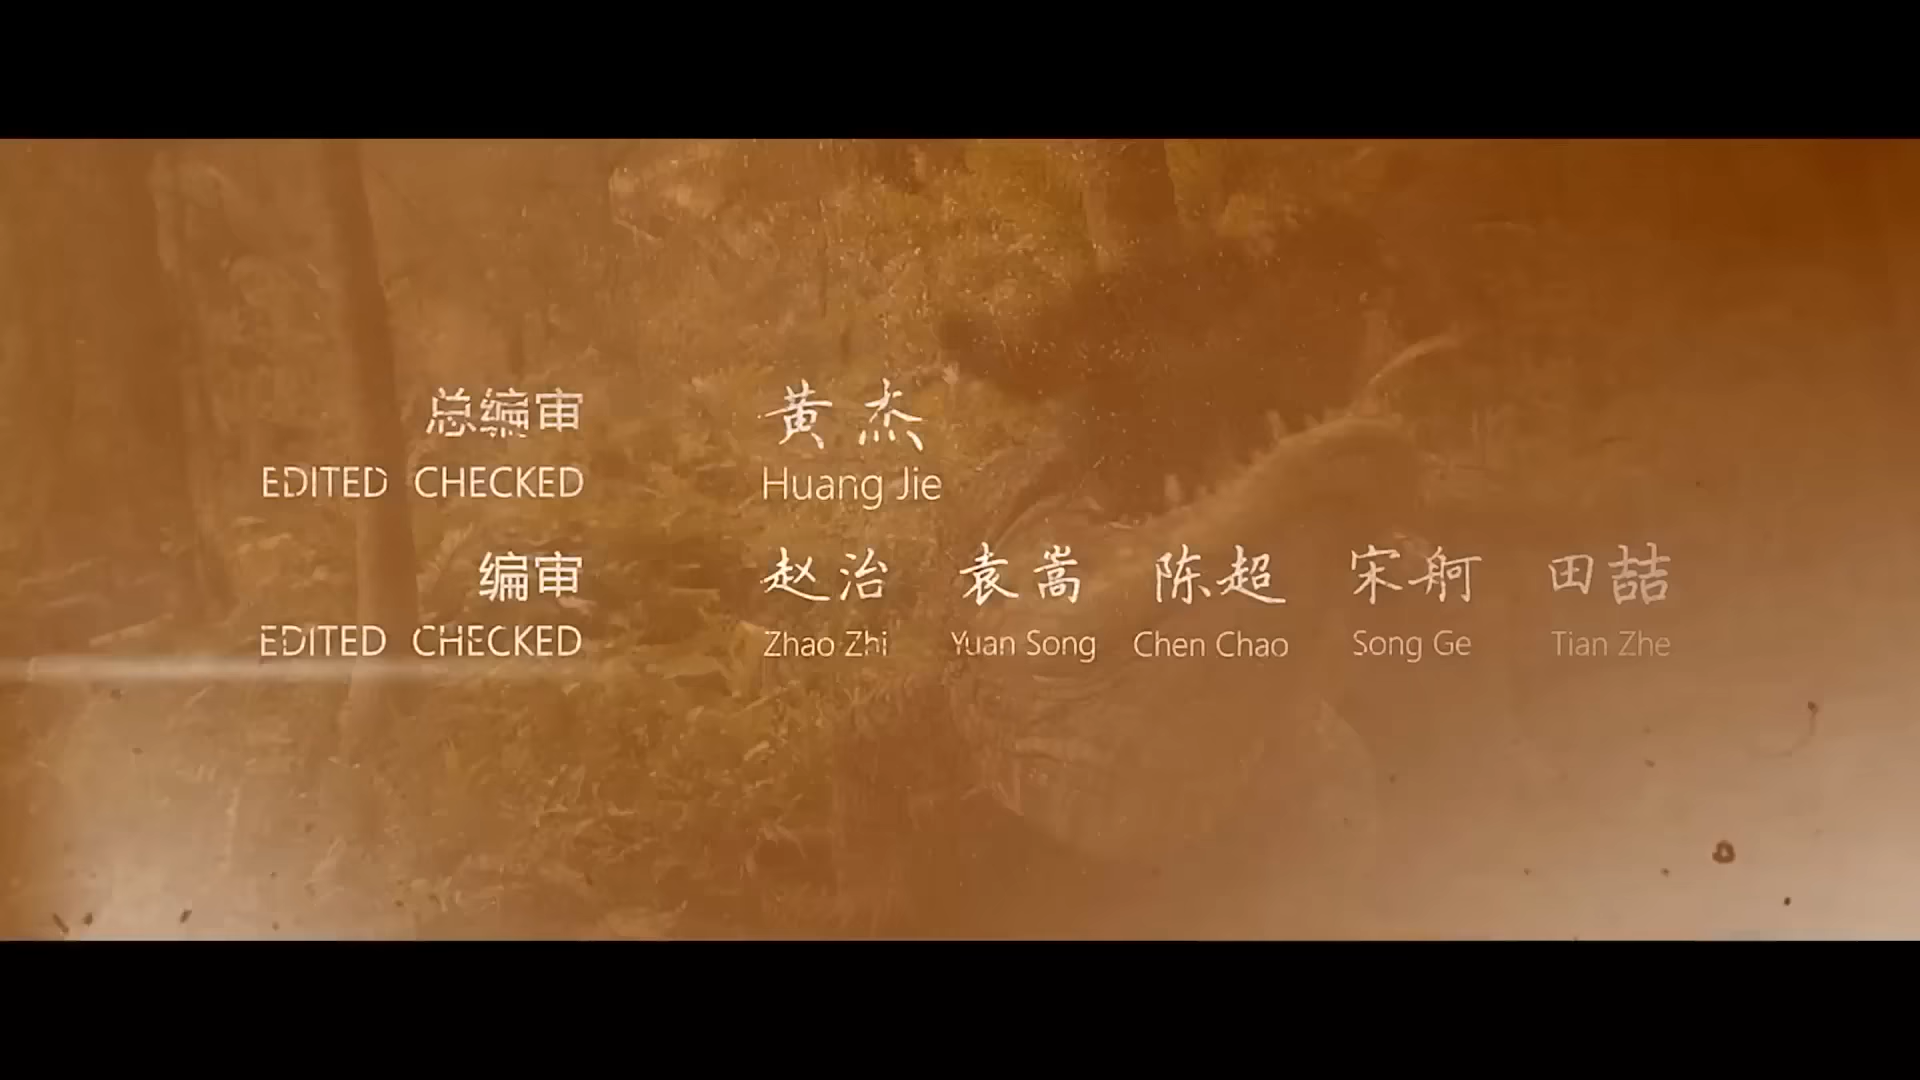 总编审 黄杰
EDITED CHECKED Huang Jie
编审 赵治 袁嵩 陈超 宋舸 田喆
EDITED CHECKED Zhao Zhi Yuan Song Chen Chao Song Ge Tian Zhe